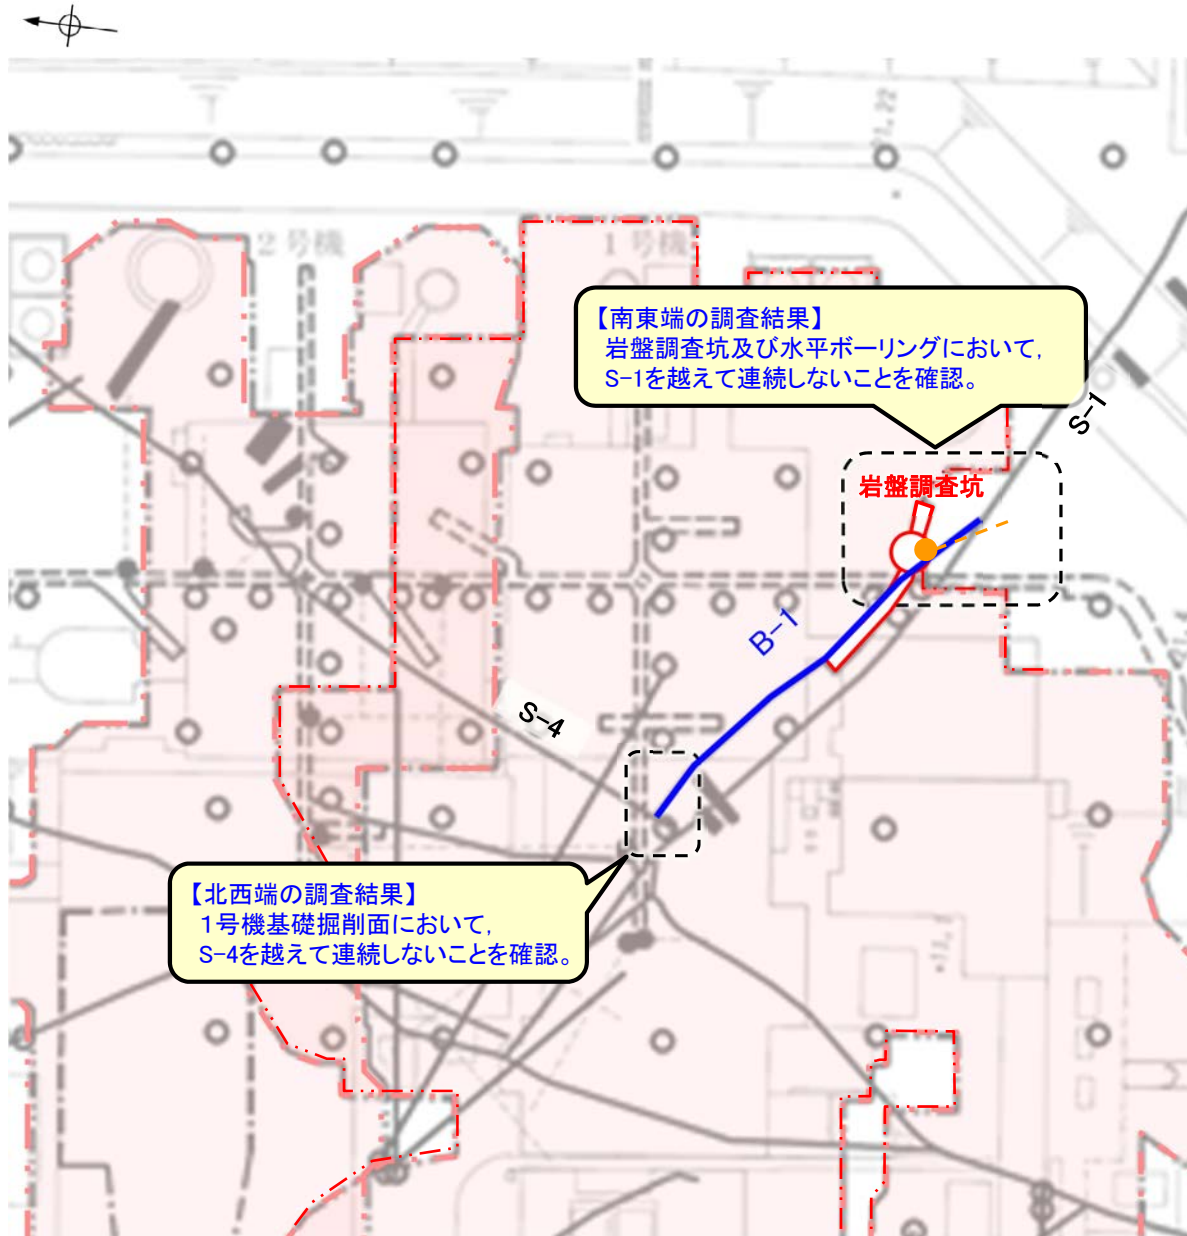 2号機
1号機
21.22
【南東端の調査結果】
岩盤調査坑及び水平ボーリングにおいて,
S-1を越えて連続しないことを確認。
S-1
岩盤調査坑
B-1
S-4
【北西端の調査結果】
1号機基礎掘削面において,
S-4を越えて連続しないことを確認。